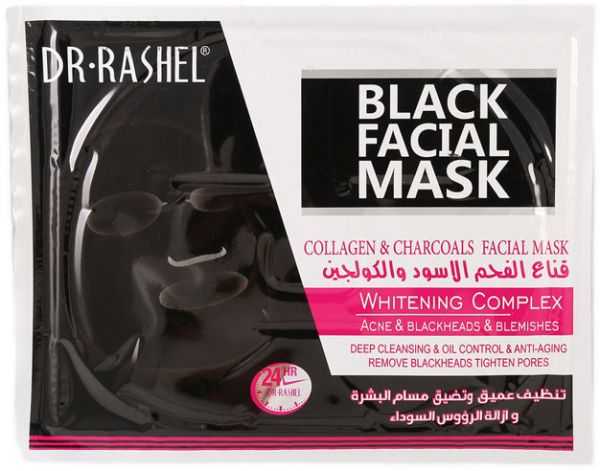 DR·RASHEL®
BLACK
FACIAL
MASK
COLLAGEN & CHARCOALS FACIAL MASK
قناع الفحم الاسود والكولجين
WHITENING COMPLEX
ACNE & BLACKHEADS & BLEMISHES
DEEP CLEANSING & OIL CONTROL & ANTI-AGING
REMOVE BLACKHEADS TIGHTEN PORES
24 HR
DR·RASHEL
تنظيف عميق وتضيق مسام البشرة
و ازالة الرؤوس السوداء